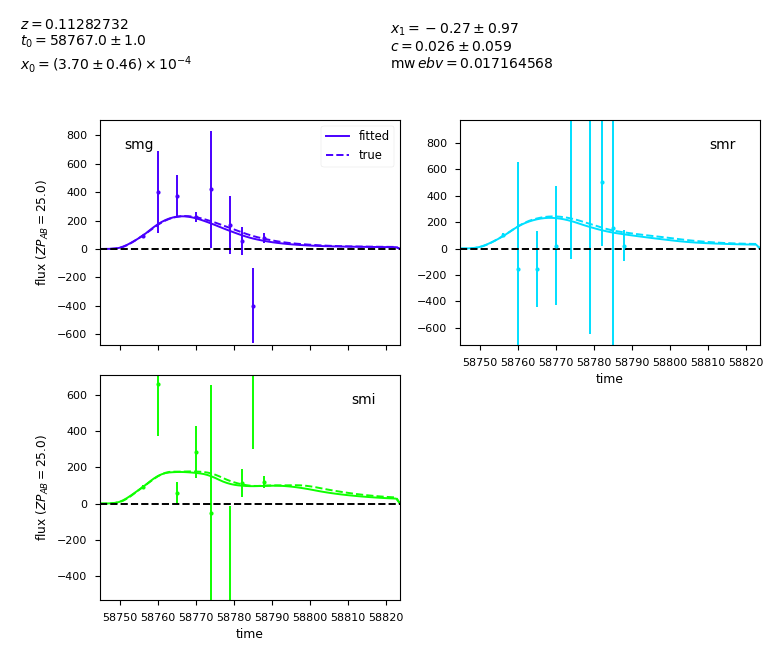 z = 0.11282732
t₀ = 58767.0 ± 1.0
x₀ = (3.70 ± 0.46) × 10⁻⁴
x₁ = −0.27 ± 0.97
c = 0.026 ± 0.059
mw ebv = 0.017164568
smg
fitted
true
800
600
400
200
0
−200
−400
−600
flux (ZP_AB = 25.0)
smr
800
600
400
200
0
−200
−400
−600
58750 58760 58770 58780 58790 58800 58810 58820
time
smi
600
400
200
0
−200
−400
flux (ZP_AB = 25.0)
58750 58760 58770 58780 58790 58800 58810 58820
time